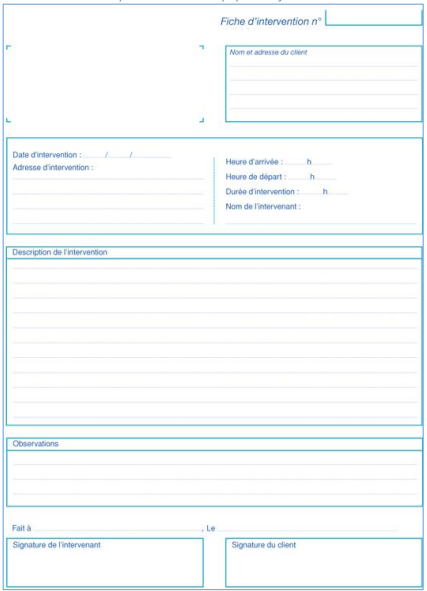 Fiche d'intervention n°
Nom et adresse du client
Date d'intervention : / /
Adresse d'intervention :
Heure d'arrivée : h
Heure de départ : h
Durée d'intervention : h
Nom de l'intervenant :
Description de l'intervention
Observations
Fait à , Le
Signature de l'intervenant
Signature du client